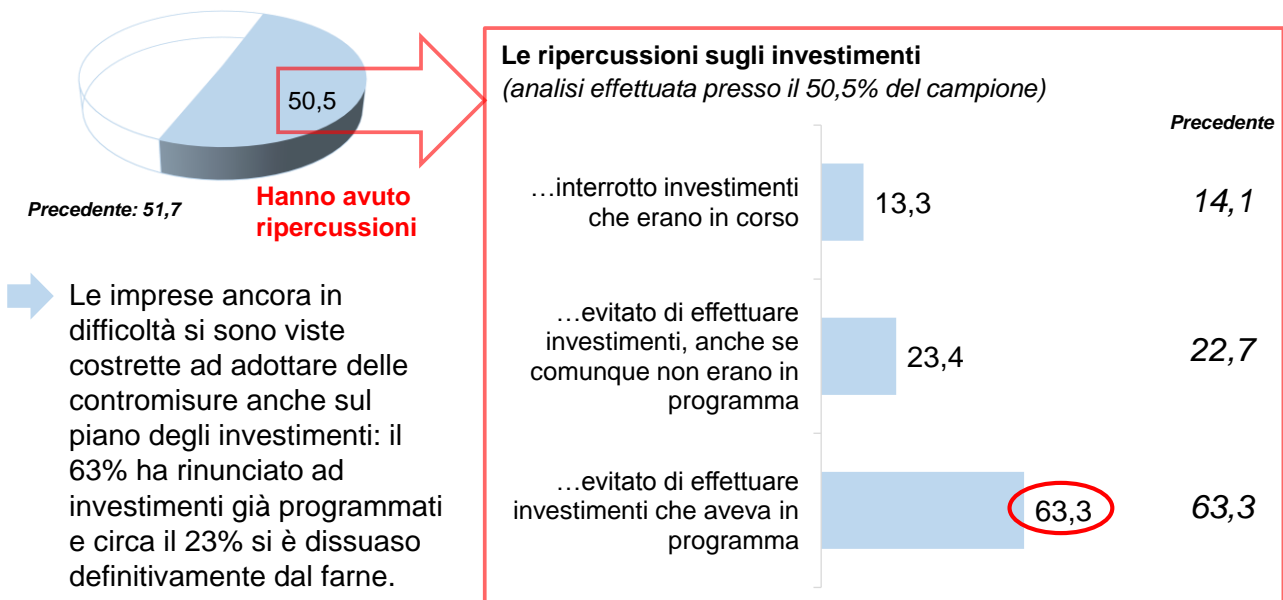 50,5
Precedente: 51,7
Hanno avuto
ripercussioni
Le imprese ancora in
difficoltà si sono viste
costrette ad adottare delle
contromisure anche sul
piano degli investimenti: il
63% ha rinunciato ad
investimenti già programmati
e circa il 23% si è dissuaso
definitivamente dal farne.
Le ripercussioni sugli investimenti
(analisi effettuata presso il 50,5% del campione)
Precedente
…interrotto investimenti
che erano in corso
13,3
14,1
…evitato di effettuare
investimenti, anche se
comunque non erano in
programma
23,4
22,7
…evitato di effettuare
investimenti che aveva in
programma
63,3
63,3